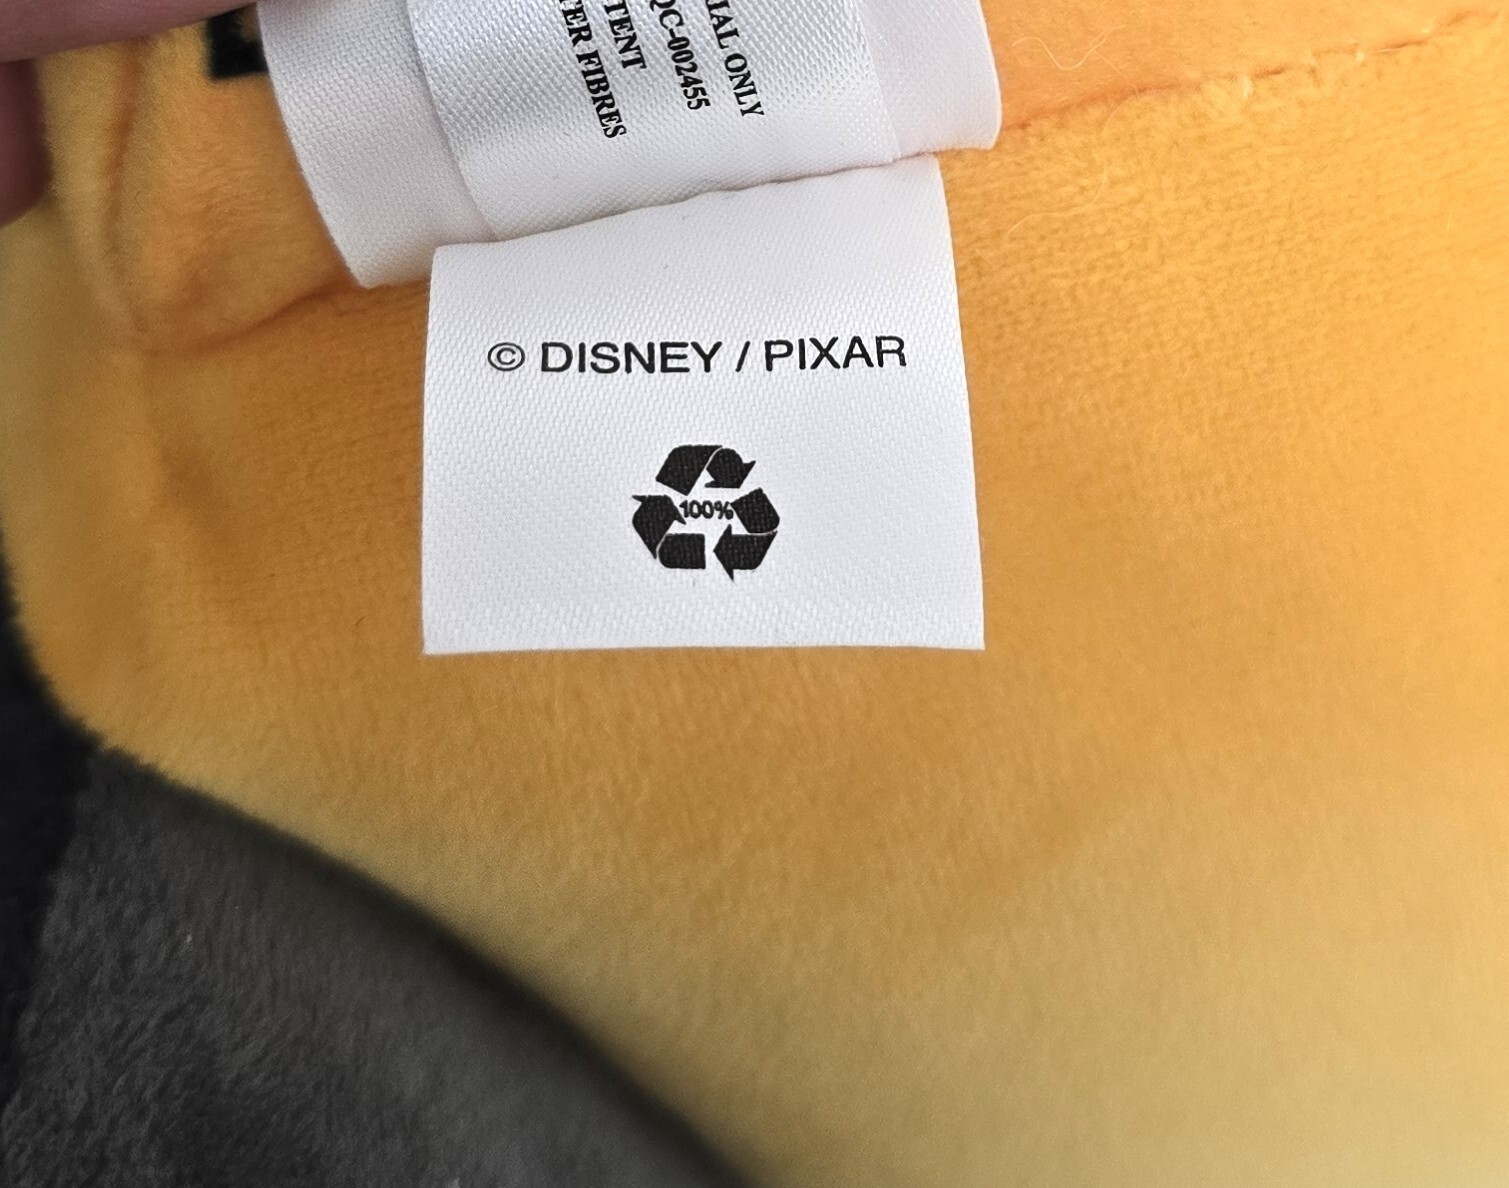 IAL ONLY
QC-002455
TENT
ER FIBRES
© DISNEY / PIXAR
100%